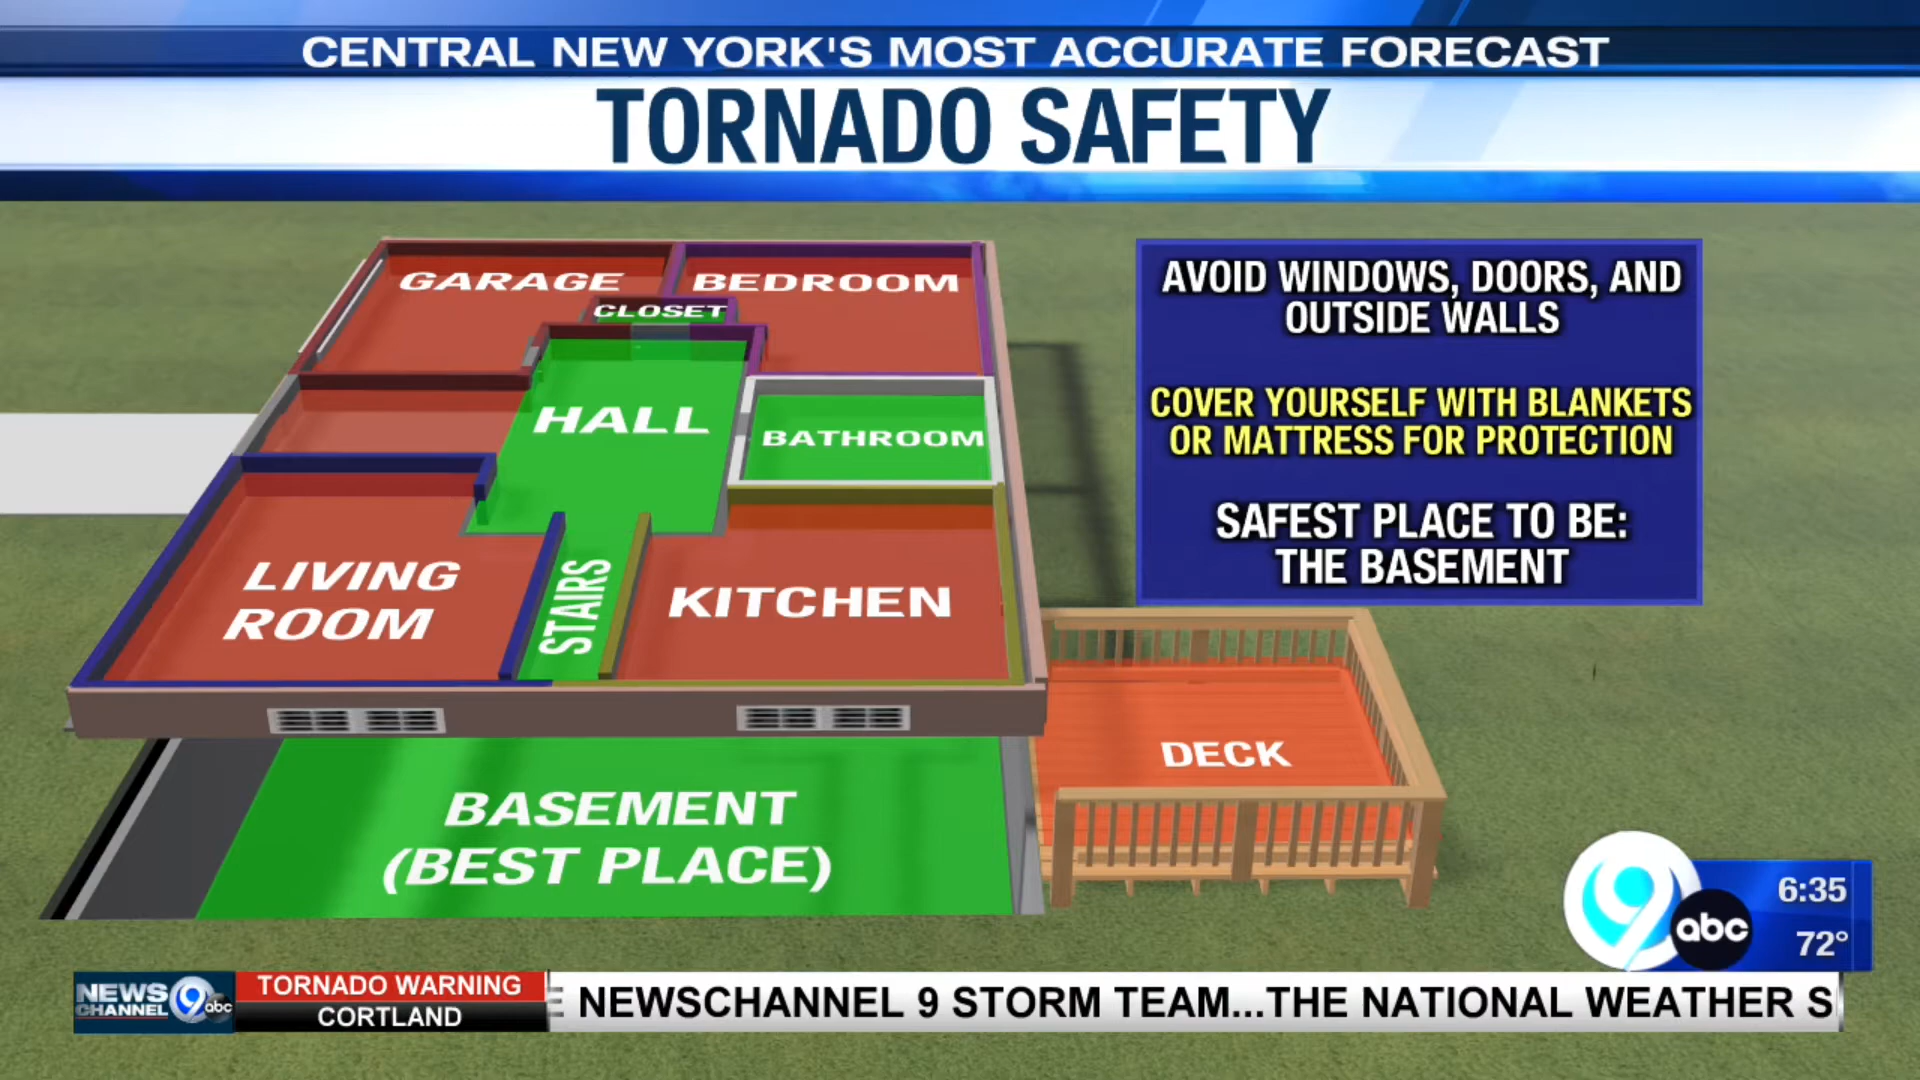 CENTRAL NEW YORK'S MOST ACCURATE FORECAST
TORNADO SAFETY
GARAGE
BEDROOM
CLOSET
HALL
BATHROOM
LIVING
ROOM
STAIRS
KITCHEN
AVOID WINDOWS, DOORS, AND
OUTSIDE WALLS
COVER YOURSELF WITH BLANKETS
OR MATTRESS FOR PROTECTION
SAFEST PLACE TO BE:
THE BASEMENT
DECK
BASEMENT
(BEST PLACE)
9
abc
6:35
72°
NEWS
CHANNEL
9
abc
TORNADO WARNING
CORTLAND
E NEWSCHANNEL 9 STORM TEAM...THE NATIONAL WEATHER S